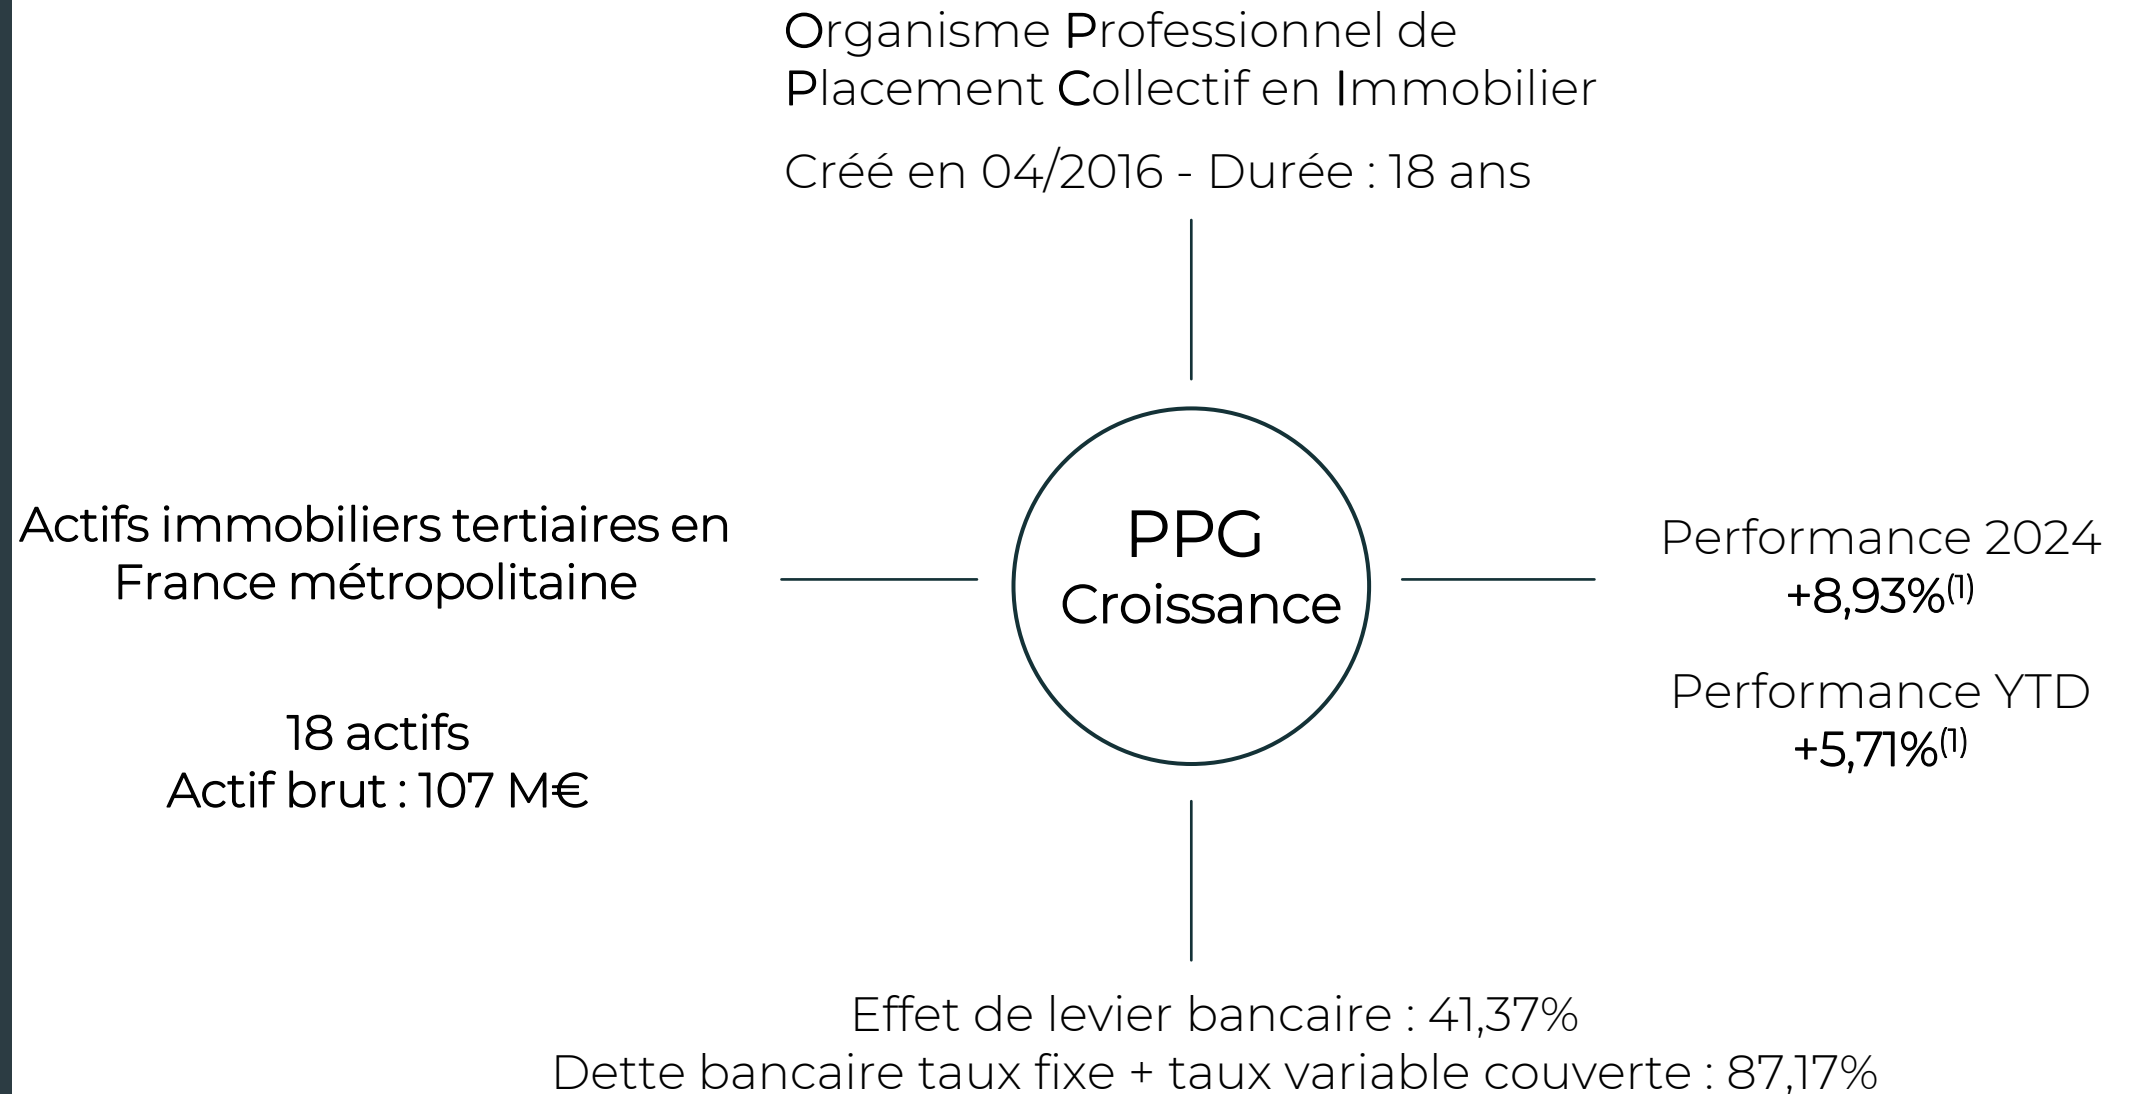 Organisme Professionnel de
Placement Collectif en Immobilier
Créé en 04/2016 - Durée : 18 ans
Actifs immobiliers tertiaires en
France métropolitaine
18 actifs
Actif brut : 107 M€
PPG
Croissance
Performance 2024
+8,93%(1)
Performance YTD
+5,71%(1)
Effet de levier bancaire : 41,37%
Dette bancaire taux fixe + taux variable couverte : 87,17%